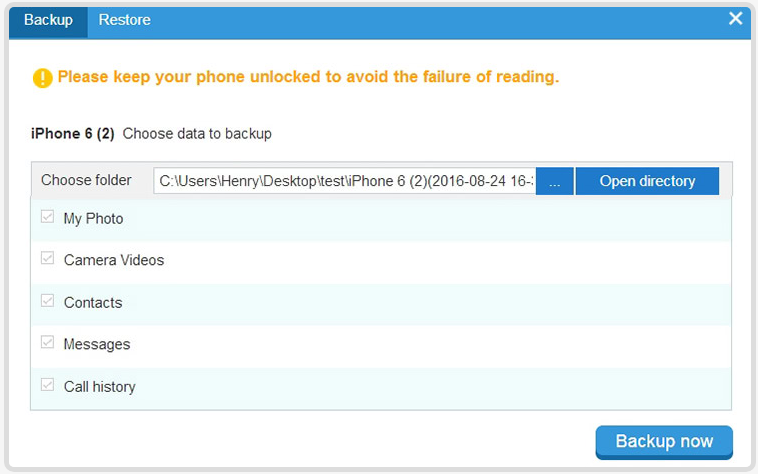 Backup Restore
Please keep your phone unlocked to avoid the failure of reading.
iPhone 6 (2) Choose data to backup
Choose folder C:\Users\Henry\Desktop\test\iPhone 6 (2)(2016-08-24 16- ... Open directory
My Photo
Camera Videos
Contacts
Messages
Call history
Backup now